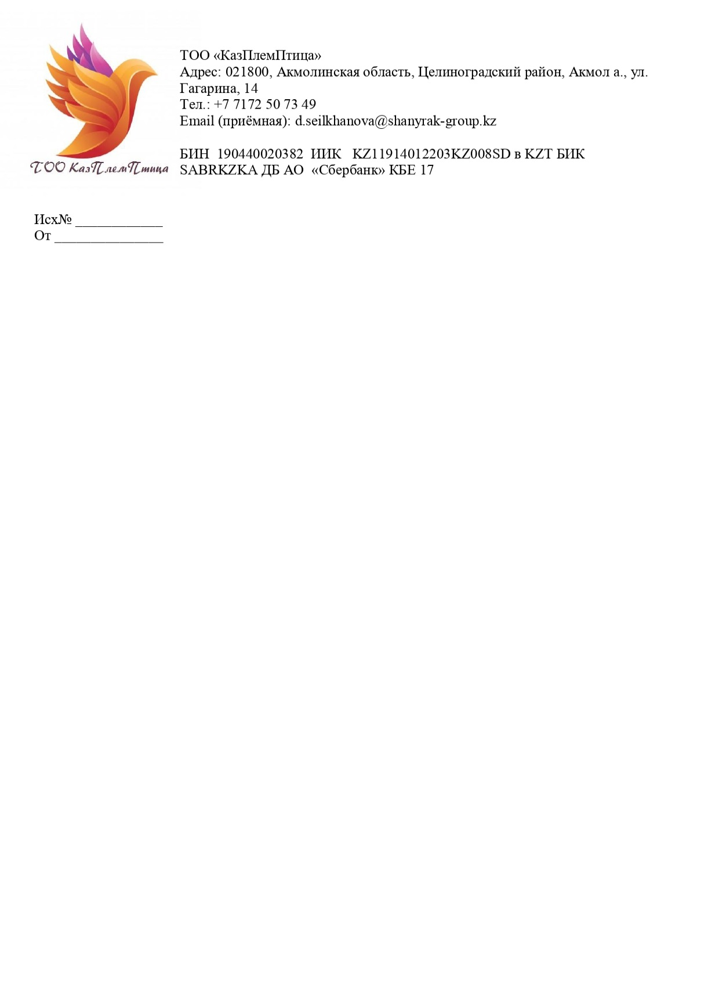 ТОО «КазПлемПтица»
Адрес: 021800, Акмолинская область, Целиноградский район, Акмол а., ул.
Гагарина, 14
Тел.: +7 7172 50 73 49
Email (приёмная): d.seilkhanova@shanyrak-group.kz
БИН  190440020382  ИИК   KZ11914012203KZ008SD в KZT БИК
SABRKZKA ДБ АО  «Сбербанк» КБЕ 17
ТОО КазПлемПтица
Исх№ ____________
От _______________